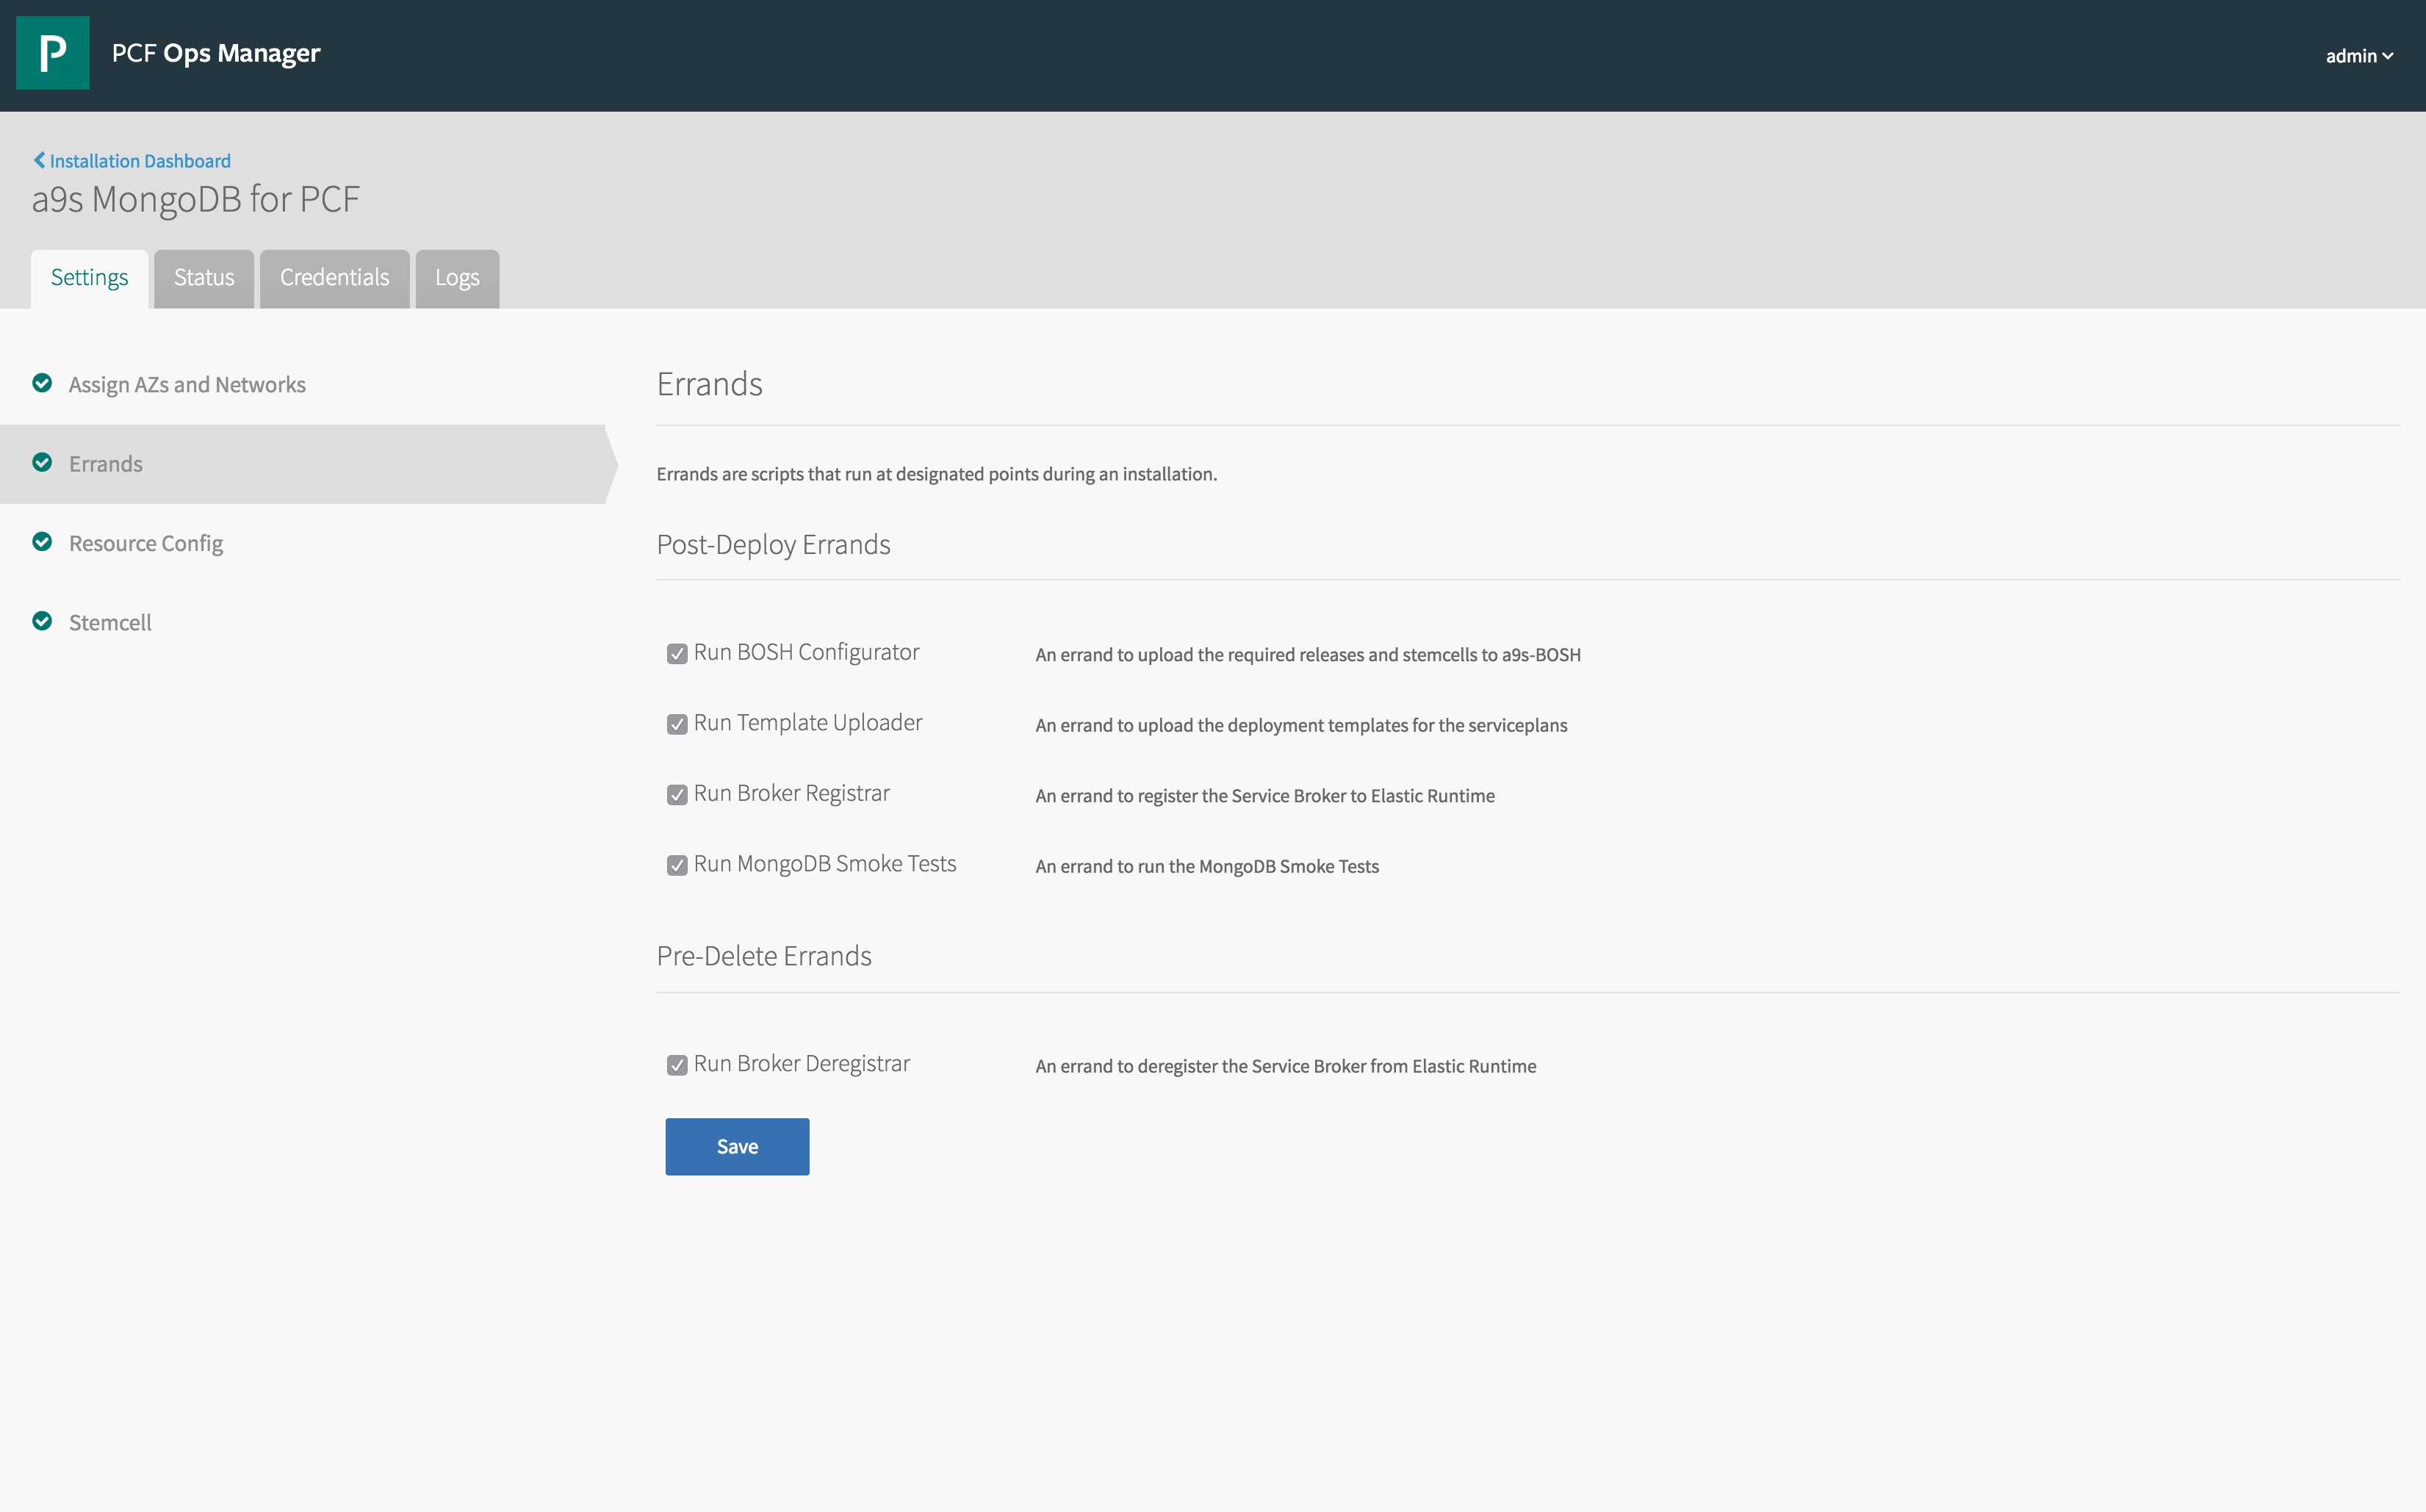 P
PCF Ops Manager
admin
Installation Dashboard
a9s MongoDB for PCF
Settings
Status
Credentials
Logs
Assign AZs and Networks
Errands
Resource Config
Stemcell
Errands
Errands are scripts that run at designated points during an installation.
Post-Deploy Errands
Run BOSH Configurator
An errand to upload the required releases and stemcells to a9s-BOSH
Run Template Uploader
An errand to upload the deployment templates for the serviceplans
Run Broker Registrar
An errand to register the Service Broker to Elastic Runtime
Run MongoDB Smoke Tests
An errand to run the MongoDB Smoke Tests
Pre-Delete Errands
Run Broker Deregistrar
An errand to deregister the Service Broker from Elastic Runtime
Save